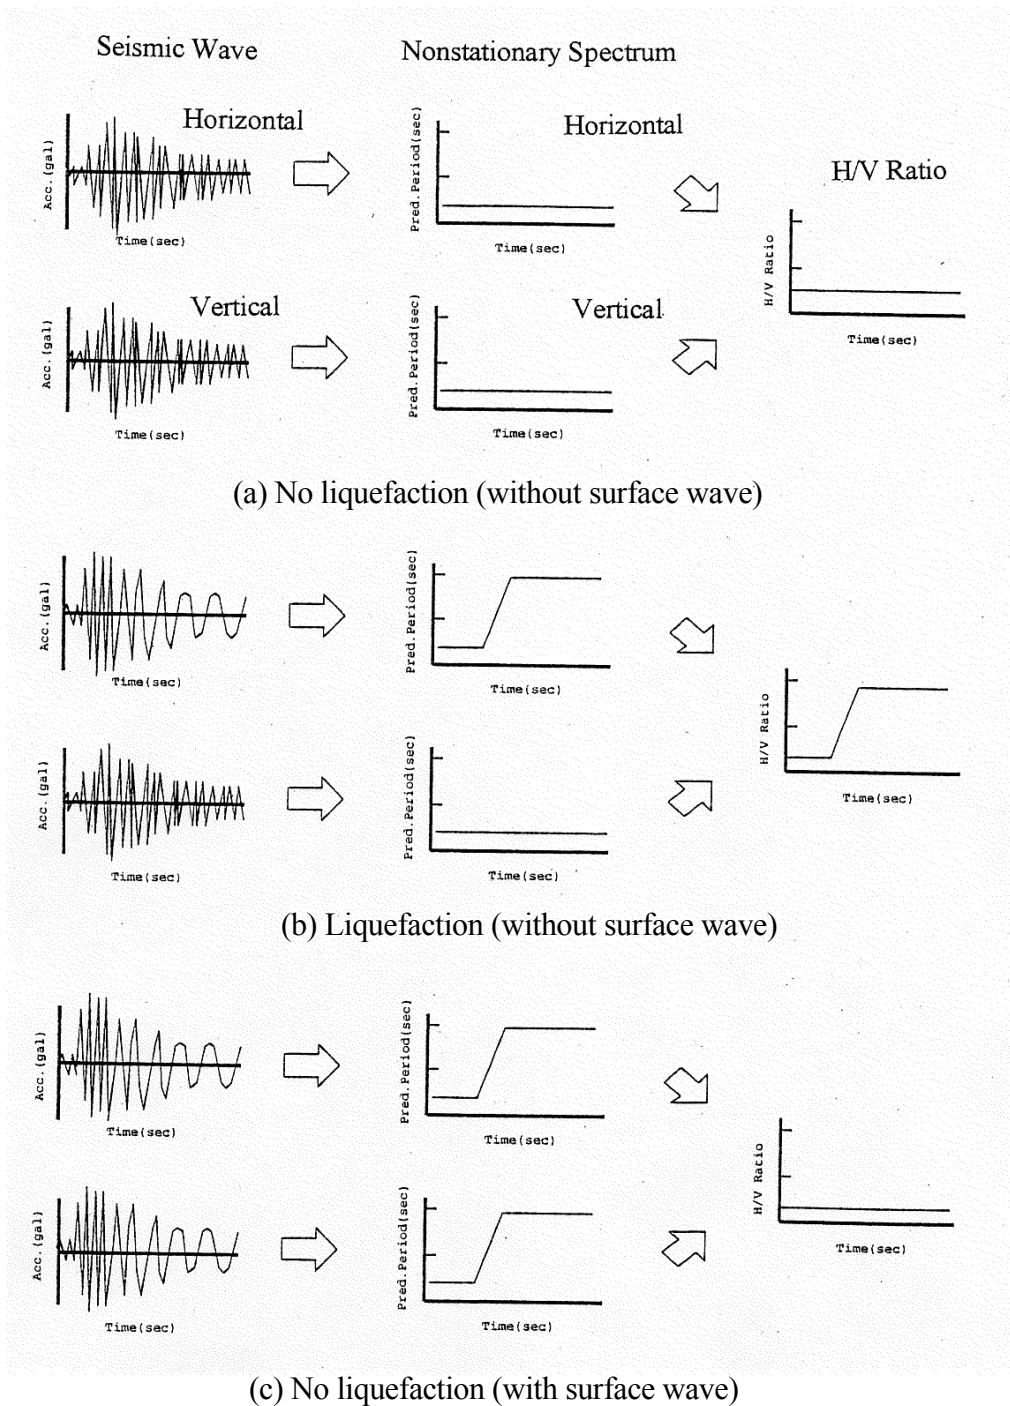 Seismic Wave
Nonstationary Spectrum
Horizontal
Acc.(gal)
Time(sec)
Horizontal
Pred.Period(sec)
Time(sec)
H/V Ratio
H/V Ratio
Time(sec)
Vertical
Acc.(gal)
Time(sec)
Vertical
Pred.Period(sec)
Time(sec)
(a) No liquefaction (without surface wave)
Acc.(gal)
Time(sec)
Pred.Period(sec)
Time(sec)
H/V Ratio
Time(sec)
Acc.(gal)
Time(sec)
Pred.Period(sec)
Time(sec)
(b) Liquefaction (without surface wave)
Acc.(gal)
Time(sec)
Pred.Period(sec)
Time(sec)
H/V Ratio
Time(sec)
Acc.(gal)
Time(sec)
Pred.Period(sec)
Time(sec)
(c) No liquefaction (with surface wave)